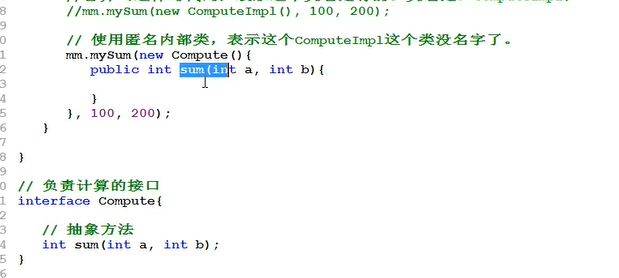 8 //mm.mySum(new ComputeImpl(), 100, 200);
9
0 // 使用匿名内部类，表示这个ComputeImpl这个类没名字了。
1 mm.mySum(new Compute(){
2 public int sum(int a, int b){
3
4 }
5 }, 100, 200);
6 }
7
8 }
9
0 // 负责计算的接口
1 interface Compute{
2
3 // 抽象方法
4 int sum(int a, int b);
5 }
6